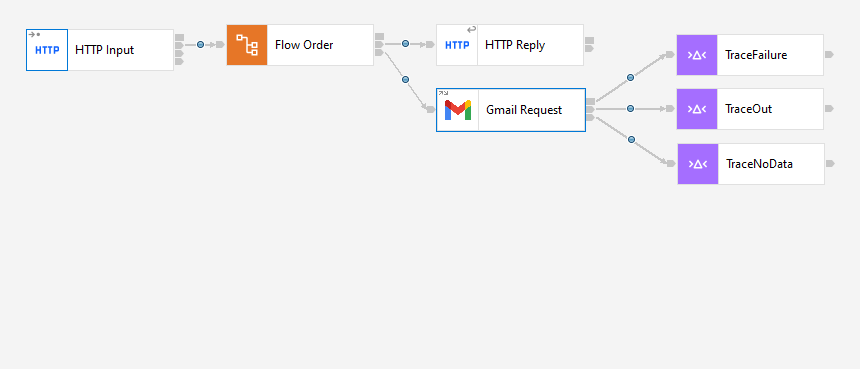 HTTP
HTTP Input
Flow Order
HTTP
HTTP Reply
Gmail Request
TraceFailure
TraceOut
TraceNoData